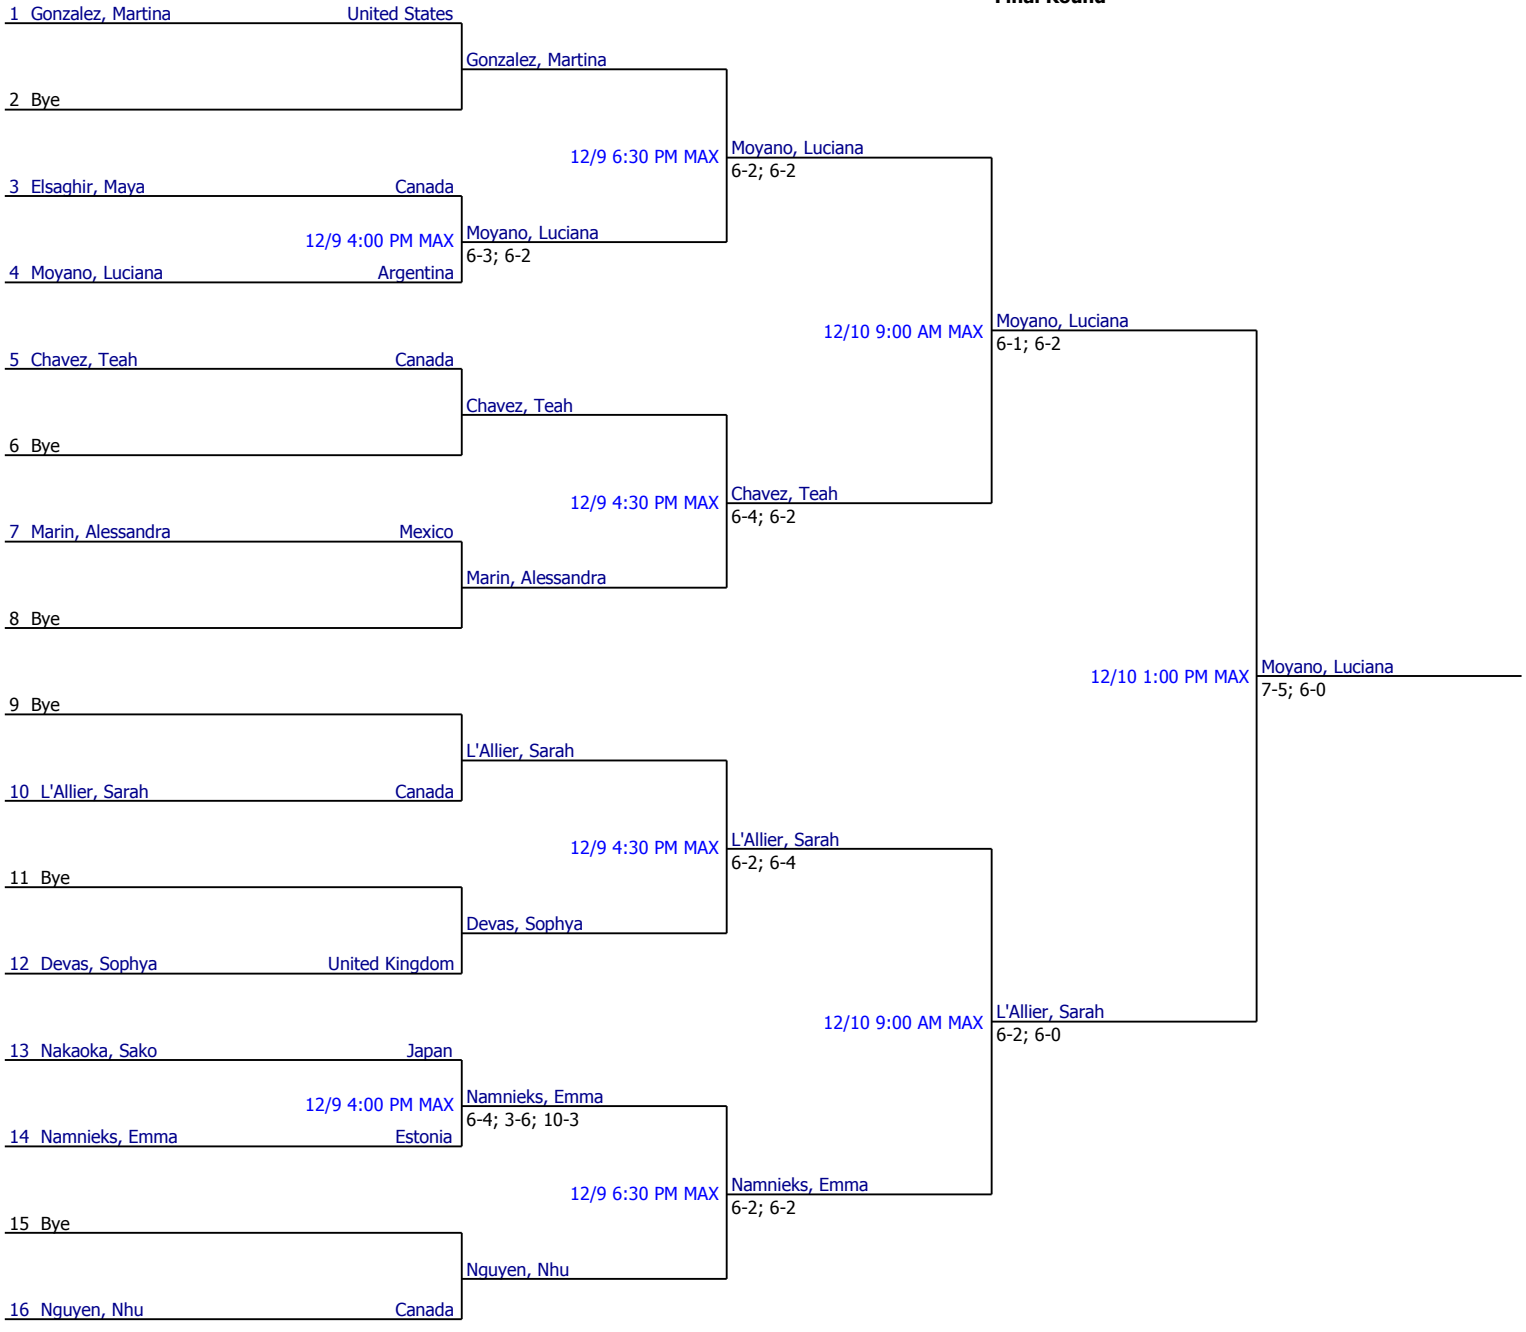 Final Round
1 Gonzalez, Martina United States
Gonzalez, Martina
2 Bye
12/9 6:30 PM MAX Moyano, Luciana
6-2; 6-2
3 Elsaghir, Maya Canada
12/9 4:00 PM MAX Moyano, Luciana
6-3; 6-2
4 Moyano, Luciana Argentina
12/10 9:00 AM MAX Moyano, Luciana
6-1; 6-2
5 Chavez, Teah Canada
Chavez, Teah
6 Bye
12/9 4:30 PM MAX Chavez, Teah
6-4; 6-2
7 Marin, Alessandra Mexico
Marin, Alessandra
8 Bye
12/10 1:00 PM MAX Moyano, Luciana
7-5; 6-0
9 Bye
L'Allier, Sarah
10 L'Allier, Sarah Canada
12/9 4:30 PM MAX L'Allier, Sarah
6-2; 6-4
11 Bye
Devas, Sophya
12 Devas, Sophya United Kingdom
12/10 9:00 AM MAX L'Allier, Sarah
6-2; 6-0
13 Nakaoka, Sako Japan
12/9 4:00 PM MAX Namnieks, Emma
6-4; 3-6; 10-3
14 Namnieks, Emma Estonia
12/9 6:30 PM MAX Namnieks, Emma
6-2; 6-2
15 Bye
Nguyen, Nhu
16 Nguyen, Nhu Canada